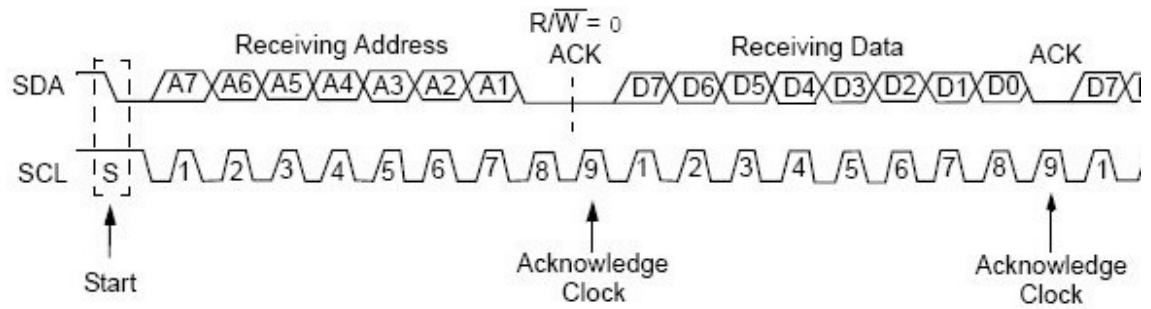 R/W = 0
Receiving Address ACK Receiving Data ACK
SDA A7 A6 A5 A4 A3 A2 A1 D7 D6 D5 D4 D3 D2 D1 D0 D7
SCL S 1 2 3 4 5 6 7 8 9 1 2 3 4 5 6 7 8 9 1
Start Acknowledge Clock Acknowledge Clock